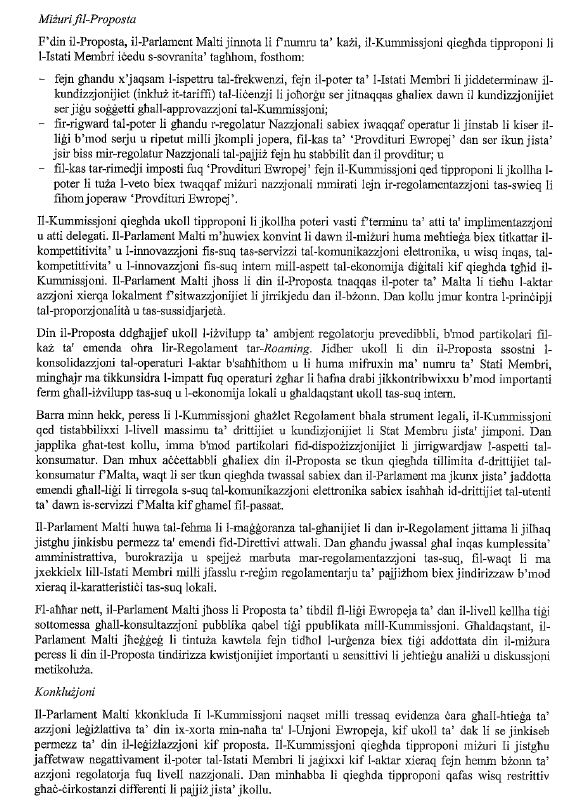 Miżuri fil-Proposta
F'din il-Proposta, il-Parlament Malti jinnota li f'numru ta' każi, il-Kummissjoni qiegħda tipproponi li
l-Istati Membri iċedu s-sovranita' tagħhom, fosthom:
– fejn għandu x'jaqsam l-ispettru tal-frekwenzi, fejn il-poter ta' l-Istati Membri li jiddeterminaw il-
kundizzjonijiet (inkluż it-tariffi) tal-liċenzji li joħorġu ser jitnaqqas għaliex dawn il kundizzjonijiet
ser jiġu soġġetti għall-approvazzjoni tal-Kummissjoni;
– fir-rigward tal-poter li għandu r-regolatur Nazzjonali sabiex iwaqqaf operatur li jinstab li kiser il-
liġi b'mod serju u ripetut milli jkompli jopera, fil-kas ta' 'Provdituri Ewropej' dan ser ikun jista'
jsir biss mir-regolatur Nazzjonali tal-pajjiż fejn hu stabbilit dan il provditur; u
– fil-kas tar-rimedji imposti fuq 'Provdituri Ewropej' fejn il-Kummissjoni qed tipproponi li jkollha l-
poter li tuża l-veto biex twaqqaf miżuri nazzjonali mmirati lejn ir-regolamentazzjoni tas-swieq li
fihom joperaw 'Provdituri Ewropej'.
Il-Kummissjoni qiegħda ukoll tipproponi li jkollha poteri vasti f'terminu ta' atti ta' implimentazzjoni
u atti delegati. Il-Parlament Malti m'huwiex konvint li dawn il-miżuri huma meħtieġa biex titkattar il-
kompettitività' u l-innovazzjoni fis-suq tas-servizzi tal-komunikazzjoni elettronika, u wisq inqas, tal-
kompettitività' u l-innovazzjoni fis-suq intern mill-aspett tal-ekonomija diġitali kif qiegħda tgħid il-
Kummissjoni. Il-Parlament Malti jħoss li din il-Proposta tnaqqas il-poter ta' Malta li tieħu l-aktar
azzjoni xierqa lokalment f'sitwazzjonijiet li jirrikjedu dan il-bżonn. Dan kollu jmur kontra l-prinċipji
tal-proporzjonalità u tas-sussidjarjetà.
Din il-Proposta ddgħajjef ukoll l-iżvilupp ta' ambjent regolatorju prevedibbli, b'mod partikolari fil-
każ ta' emenda oħra lir-Regolament tar-Roaming. Jidher ukoll li din il-Proposta ssostni l-
konsolidazzjoni tal-operaturi l-aktar b'saħħithom u li huma mifruxin ma' numru ta' Stati Membri,
mingħajr ma tikkunsidra l-impatt fuq operaturi żgħar li ħafna drabi jikkontribwixxu b'mod importanti
ferm għall-iżvilupp tas-suq u l-ekonomija lokali u għaldaqstant ukoll tas-suq intern.
Barra minn hekk, peress li l-Kummissjoni għażlet Regolament bħala strument legali, il-Kummissjoni
qed tistabbilixxi l-livell massimu ta' drittijiet u kundizjonijiet li Stat Membru jista' jimponi. Dan
japplika għat-test kollu, imma b'mod partikolari fid-dispożizzjonijiet li jirrigwardjaw l-aspetti tal-
konsumatur. Dan mhux aċċettabbli għaliex din il-Proposta se tkun qiegħda tillimita d-drittijiet tal-
konsumatur f'Malta, waqt li ser tkun qiegħda twassal sabiex dan il-Parlament ma jkunx jista' jaddotta
emendi għall-liġi li tirregola s-suq tal-komunikazzjoni elettronika sabiex isaħħah id-drittijiet tal-utenti
ta' dawn is-servizzi f'Malta kif għamel fil-passat.
Il-Parlament Malti huwa tal-fehma li l-maġġoranza tal-għanijiet li dan ir-Regolament jittama li jilħaq
jistgħu jinkisbu permezz ta' emendi fid-Direttivi attwali. Dan għandu jwassal għal inqas kumplessita'
amministrattiva, burokrazija u spejjeż marbuta mar-regolamentazzjoni tas-suq, fil-waqt li ma
jxekkielx lill-Istati Membri milli jfasslu r-reġim regolamentarju ta' pajjiżhom biex jindirizzaw b'mod
xieraq il-karatteristiċi tas-suq lokali.
Fl-aħħar nett, il-Parlament Malti jħoss li Proposta ta' tibdil fl-liġi Ewropeja ta' dan il-livell kellha tiġi
sottomessa għall-konsultazzjoni pubblika qabel tiġi ppublikata mill-Kummissjoni. Għaldaqstant, il-
Parlament Malti jħeġġeġ li tintuża kawtela fejn tidħol l-urġenza biex tiġi addottata din il-miżura
peress li din il-Proposta tindirizza kwistjonijiet importanti u sensittivi li jeħtieġu analiżi u diskussjoni
metikoluża.
Konklużjoni
Il-Parlament Malti kkonkluda li l-Kummissjoni naqset milli tressaq evidenza ċara għall-ħtieġa ta'
azzjoni leġiżlattiva ta' din ix-xorta min-naħa ta' l-Unjoni Ewropeja, kif ukoll ta' dak li se jinkiseb
permezz ta' din il-leġiżlazzjoni kif proposta. Il-Kummissjoni qiegħda tipproponi miżuri li jistgħu
jaffetwaw negattivament il-poter tal-Istati Membri li jaġixxi kif l-aktar xieraq fejn hemm bżonn ta'
azzjoni regolatorja fuq livell nazzjonali. Dan minħabba li qiegħda tipproponi qafas wisq restrittiv
għaċ-ċirkostanzi differenti li pajjiż jista' jkollu.